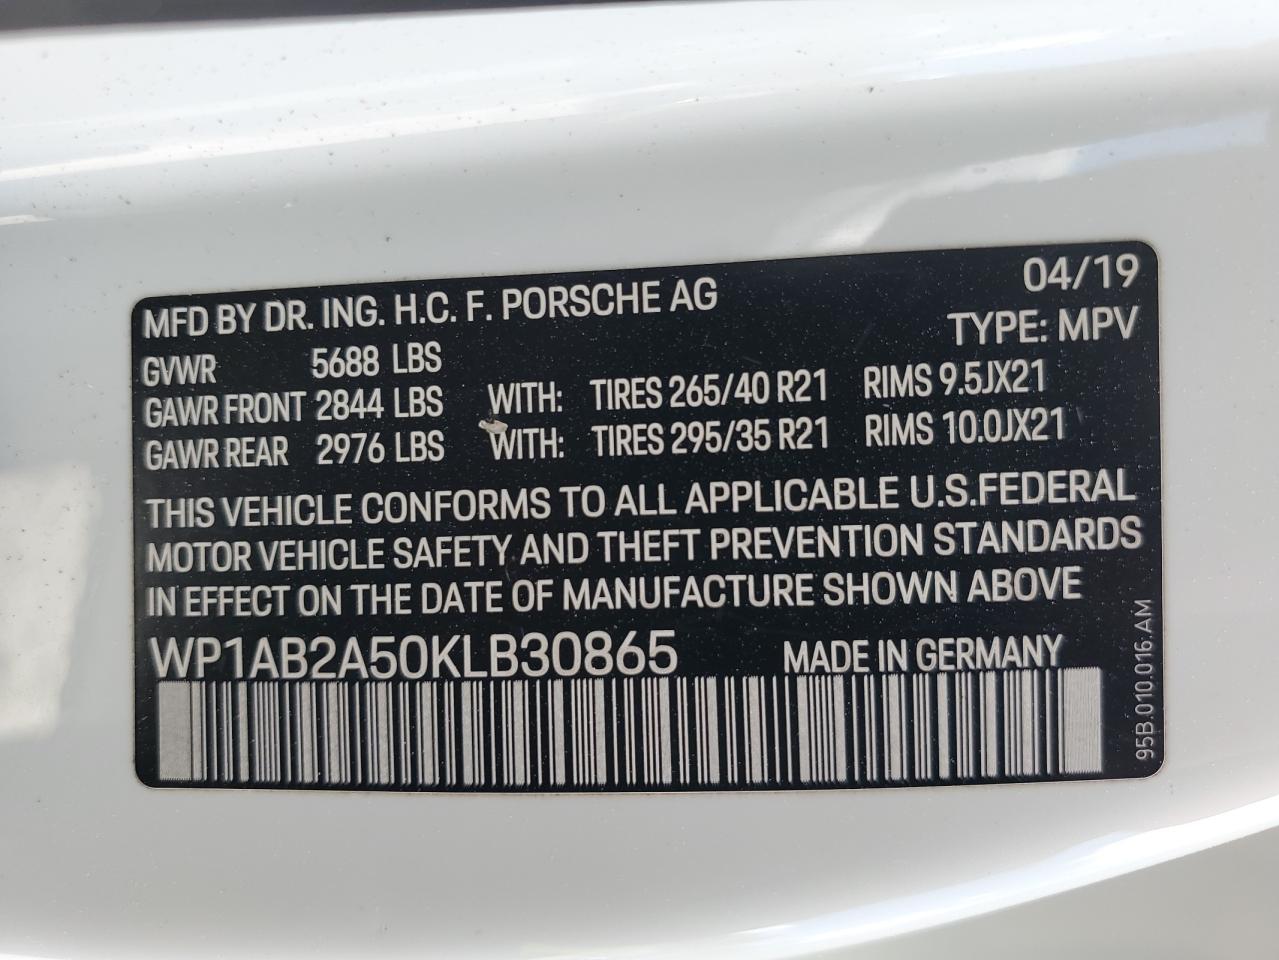 MFD BY DR. ING. H.C. F. PORSCHE AG 04/19
TYPE: MPV
GVWR 5688 LBS
GAWR FRONT 2844 LBS WITH: TIRES 265/40 R21 RIMS 9.5JX21
GAWR REAR 2976 LBS WITH: TIRES 295/35 R21 RIMS 10.0JX21
THIS VEHICLE CONFORMS TO ALL APPLICABLE U.S.FEDERAL
MOTOR VEHICLE SAFETY AND THEFT PREVENTION STANDARDS
IN EFFECT ON THE DATE OF MANUFACTURE SHOWN ABOVE
WP1AB2A50KLB30865 MADE IN GERMANY
95B.010.016.AM